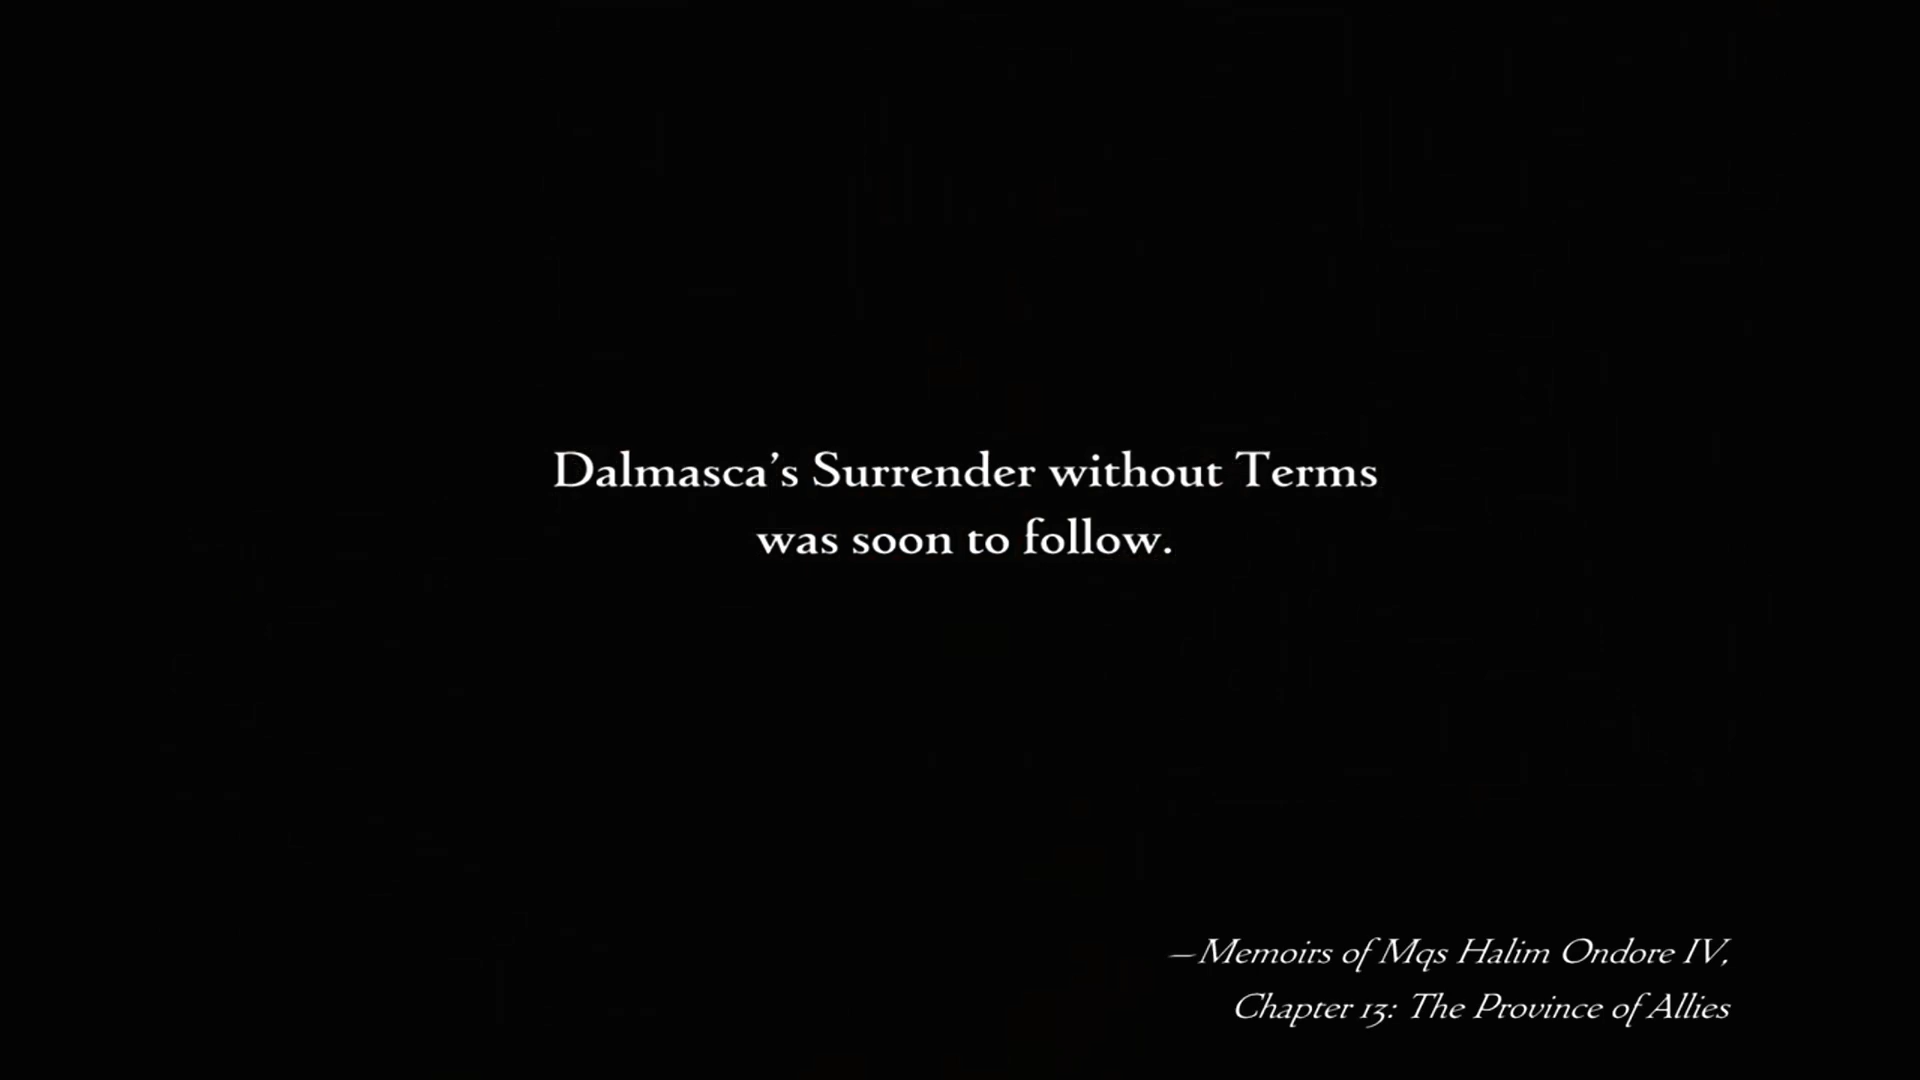 Dalmasca’s Surrender without Terms
was soon to follow.
—Memoirs of Mqs Halim Ondore IV,
Chapter 13: The Province of Allies